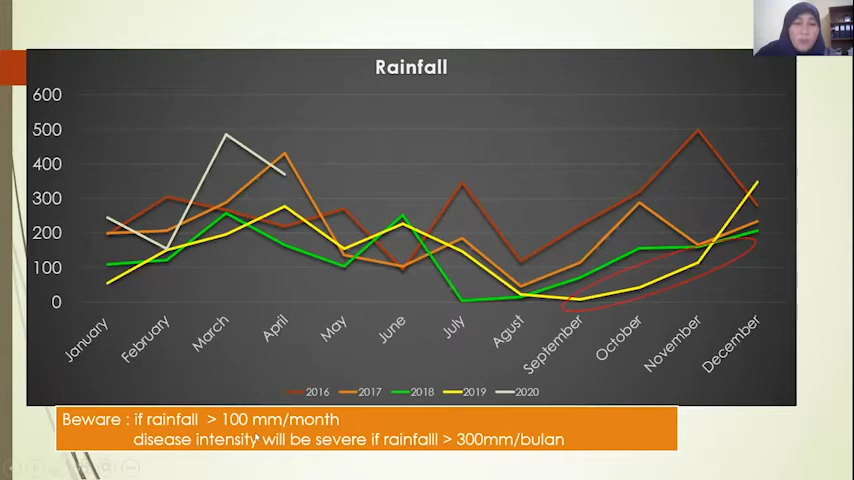 Rainfall
600
500
400
300
200
100
0
January
February
March
April
May
June
July
Agust
September
October
November
December
2016 2017 2018 2019 2020
Beware : if rainfall > 100 mm/month
disease intensity will be severe if rainfalll > 300mm/bulan